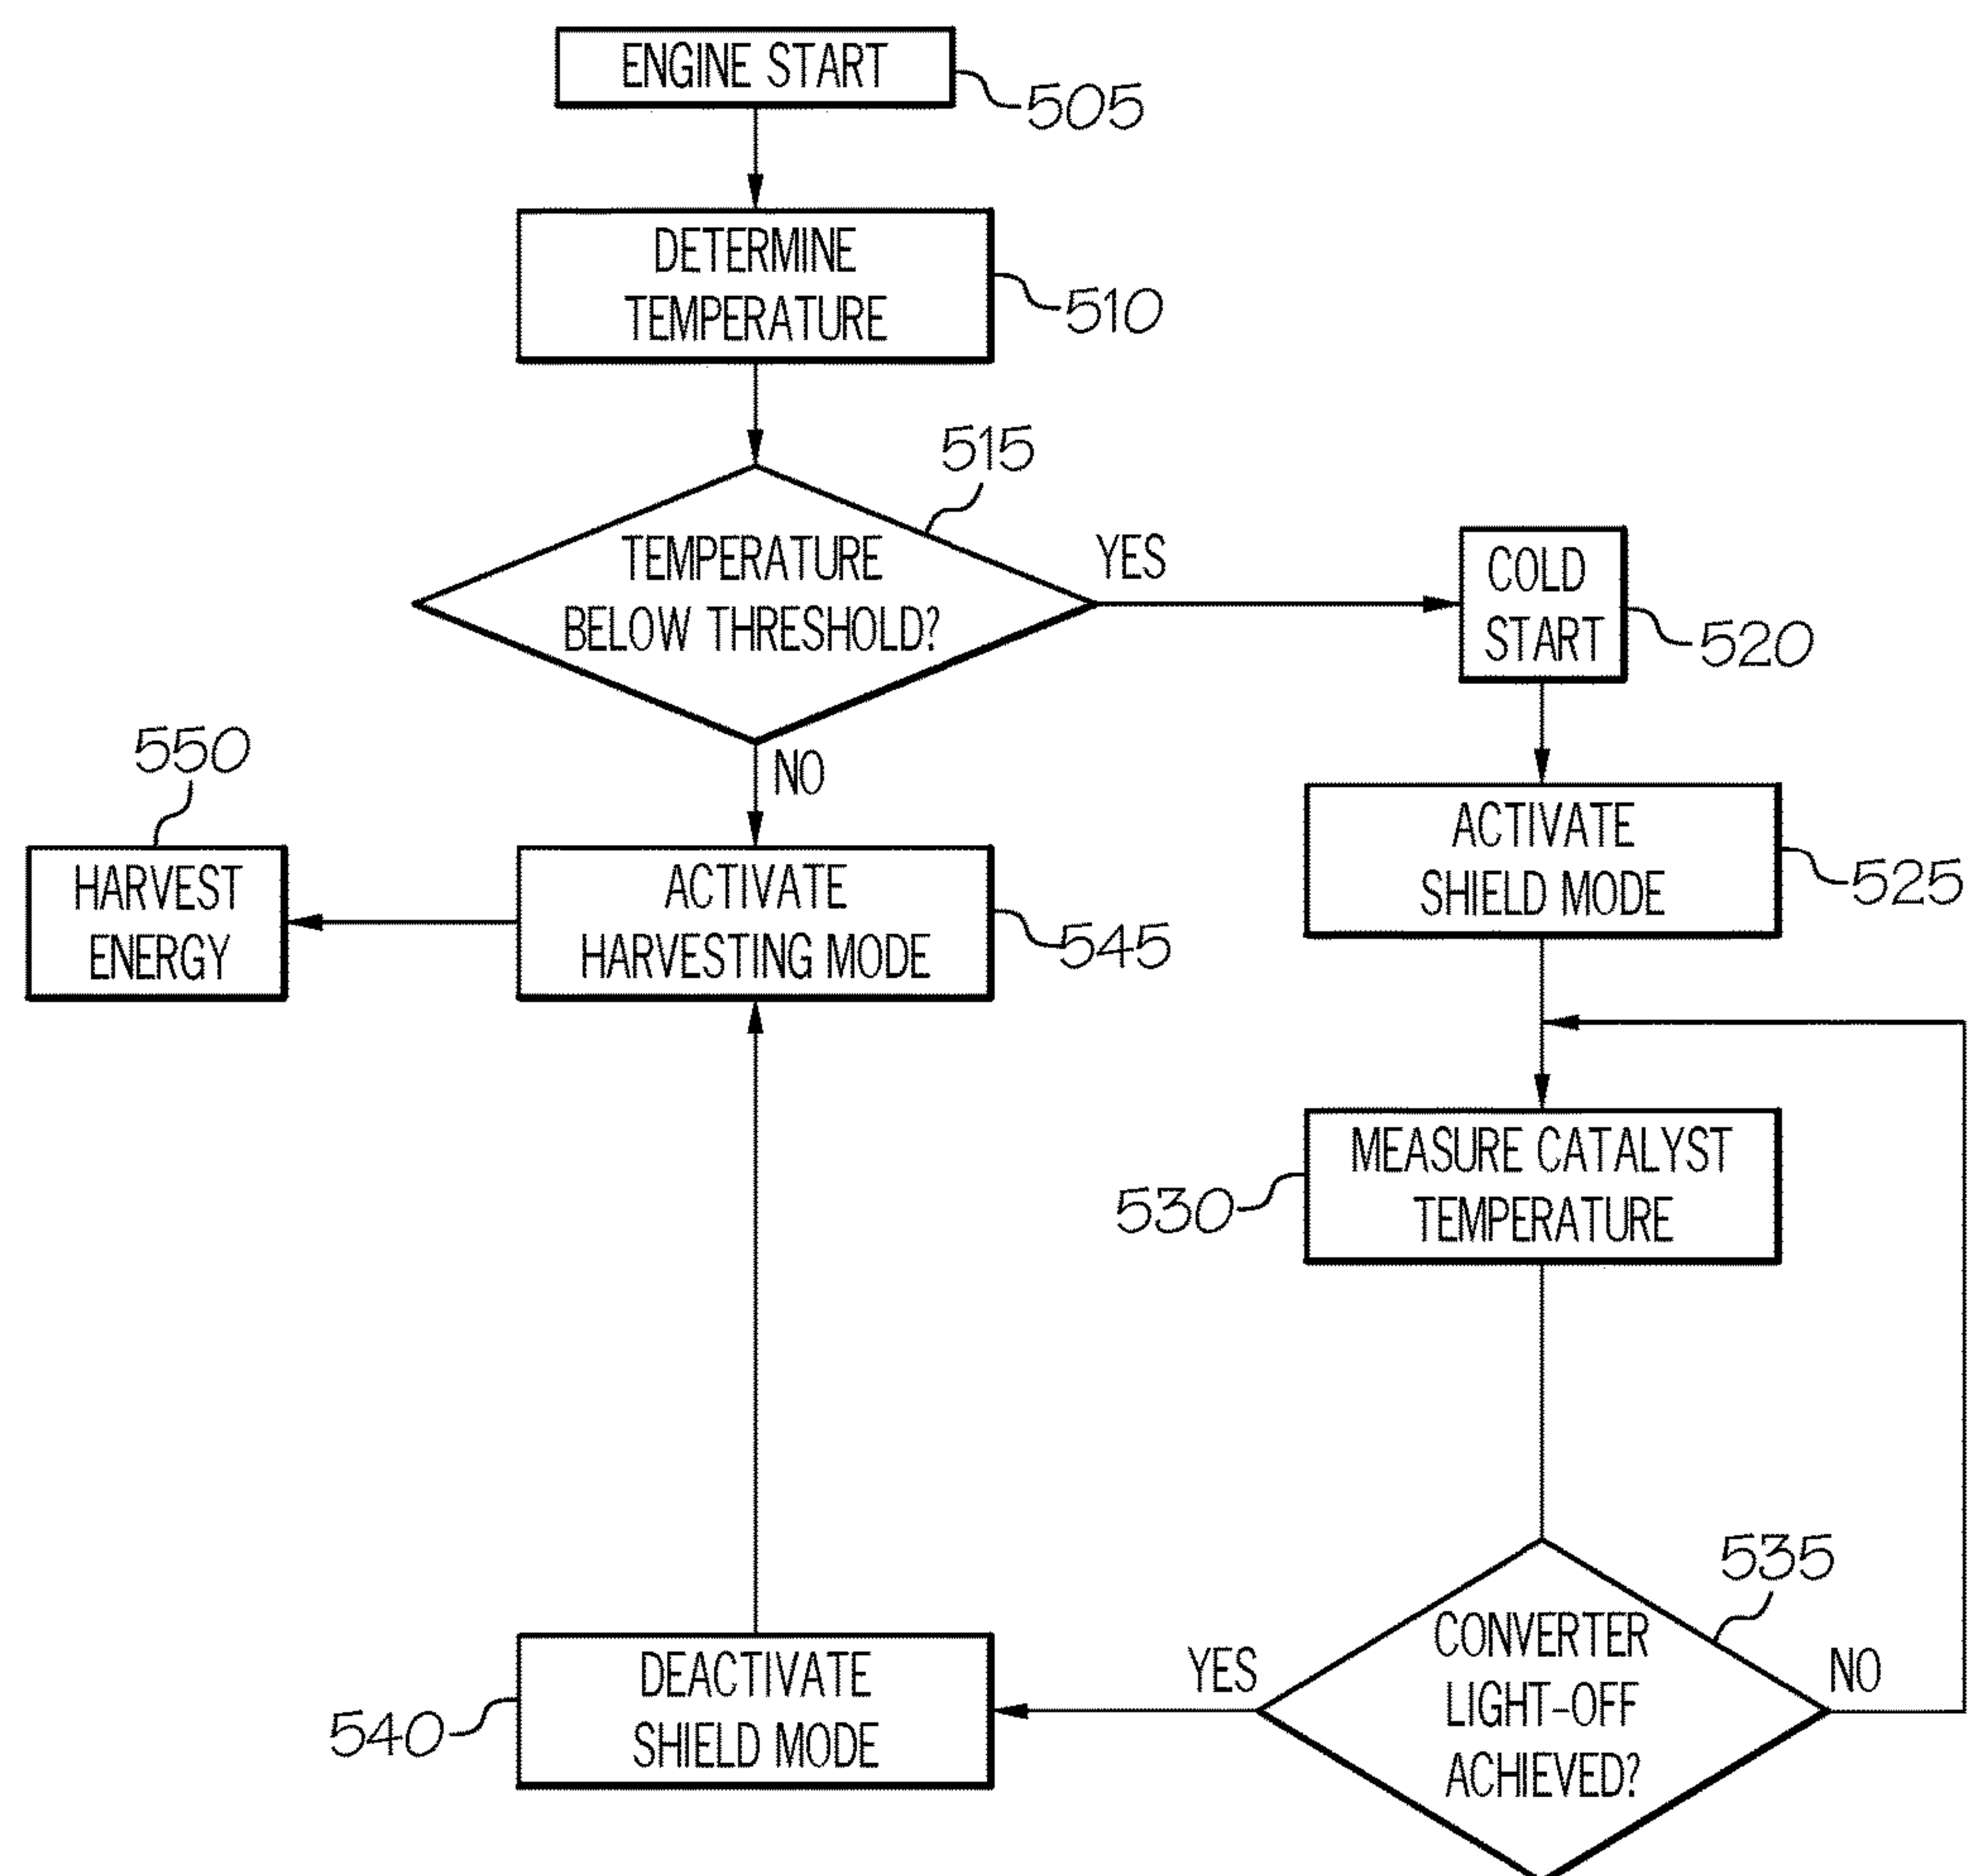 ENGINE START
505
DETERMINE
TEMPERATURE
510
515
TEMPERATURE
BELOW THRESHOLD?
YES
COLD
START
520
NO
550
HARVEST
ENERGY
ACTIVATE
HARVESTING MODE
545
ACTIVATE
SHIELD MODE
525
MEASURE CATALYST
TEMPERATURE
530
535
CONVERTER
LIGHT-OFF
ACHIEVED?
YES
NO
DEACTIVATE
SHIELD MODE
540